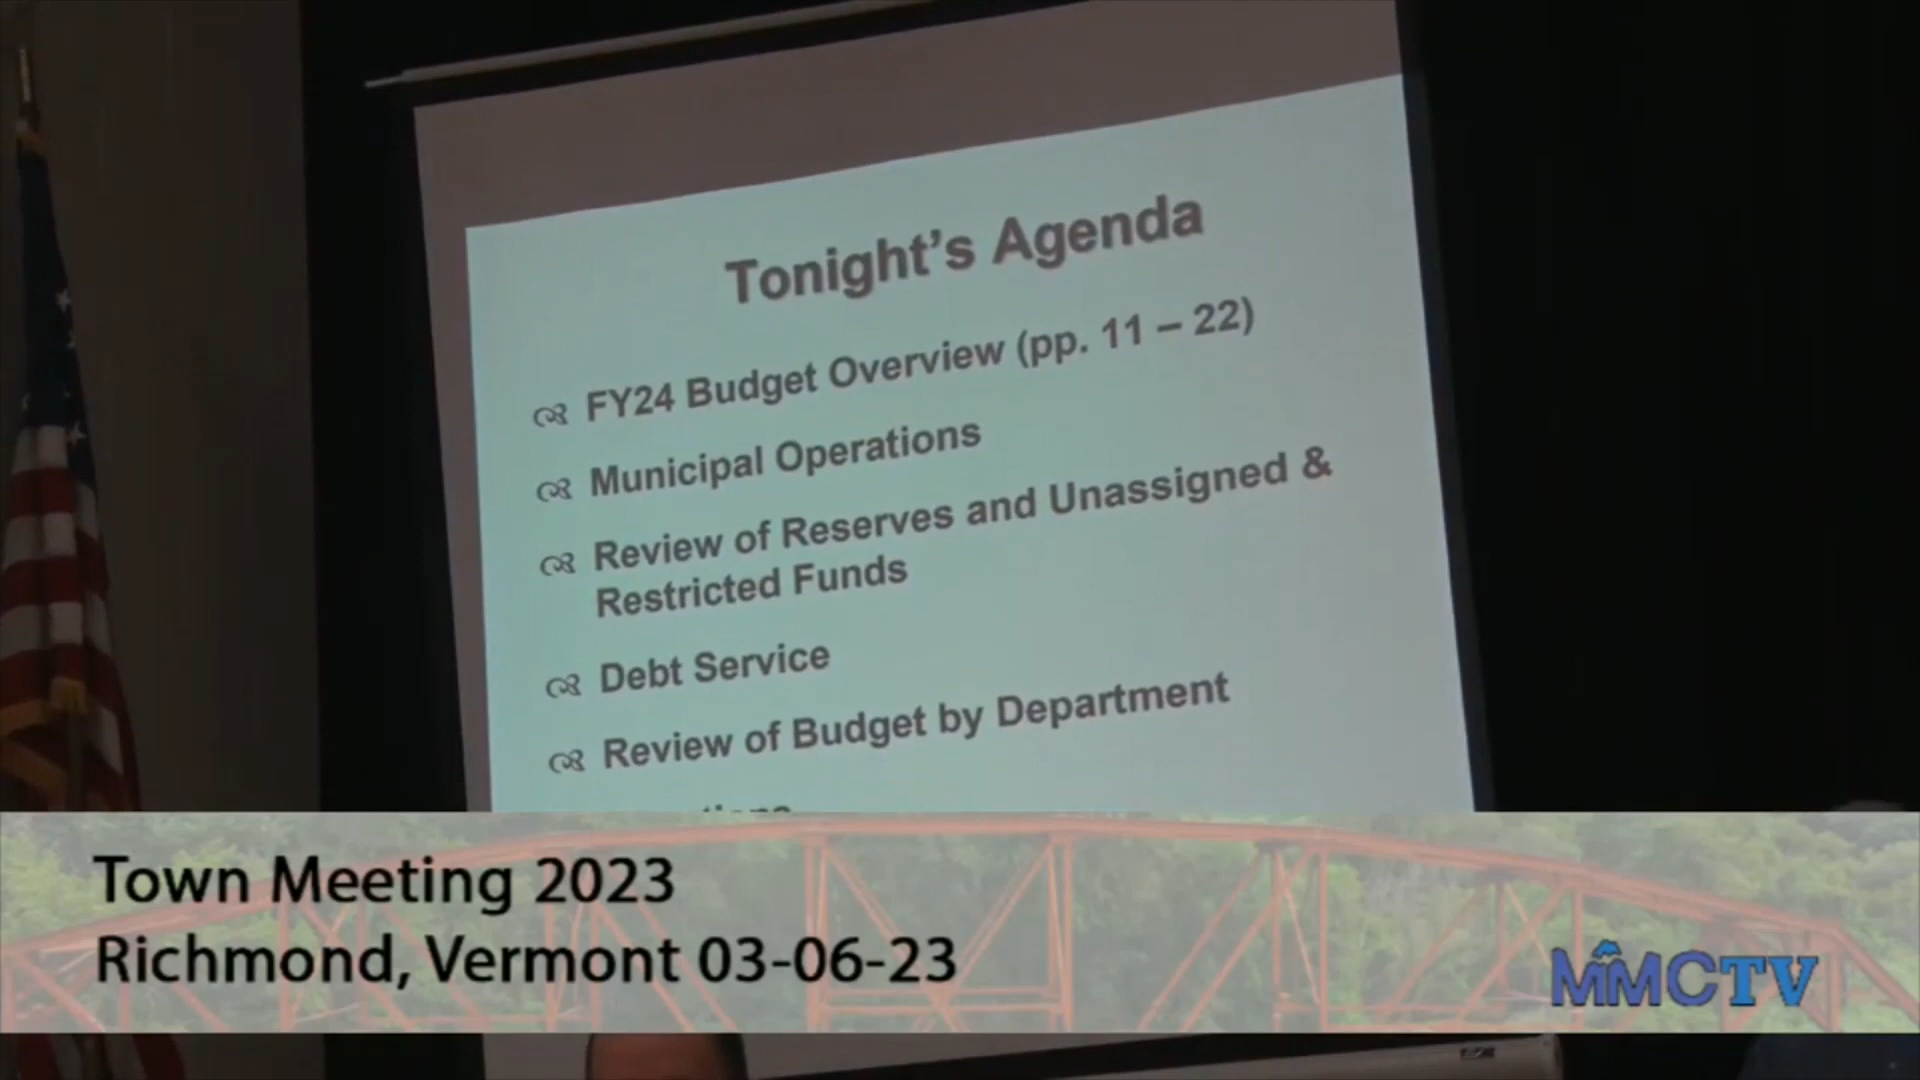 Tonight's Agenda
FY24 Budget Overview (pp. 11 – 22)
Municipal Operations
Review of Reserves and Unassigned &
Restricted Funds
Debt Service
Review of Budget by Department
Town Meeting 2023
Richmond, Vermont 03-06-23
MMCTV